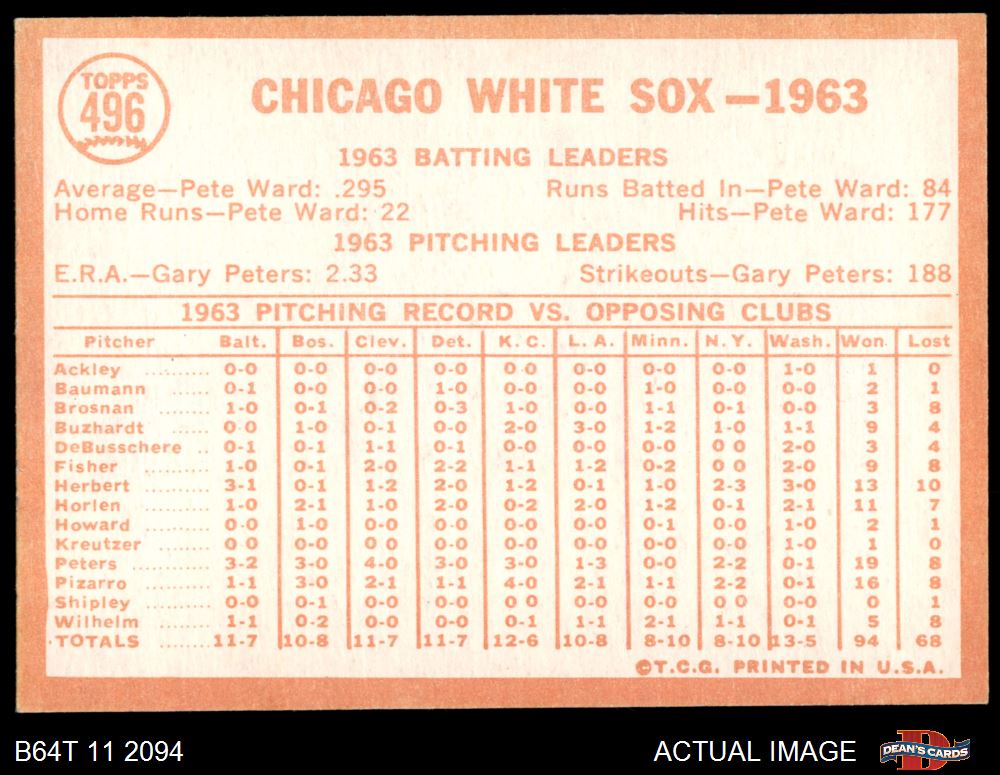 TOPPS
496
CHICAGO WHITE SOX—1963
1963 BATTING LEADERS
Average—Pete Ward: .295 Runs Batted In—Pete Ward: 84
Home Runs—Pete Ward: 22 Hits—Pete Ward: 177
1963 PITCHING LEADERS
E.R.A.—Gary Peters: 2.33 Strikeouts—Gary Peters: 188
1963 PITCHING RECORD VS. OPPOSING CLUBS
Pitcher Balt. Bos. Clev. Det. K.C. L.A. Minn. N.Y. Wash. Won Lost
Ackley ......... 0-0 0-0 0-0 0-0 0 0 0-0 0-0 0-0 1-0 1 0
Baumann ...... 0-1 0-0 0-0 1-0 0-0 0-0 1-0 0-0 0-0 2 1
Brosnan ........ 1-0 0-1 0-2 0-3 1-0 0-0 1-1 0-1 0-0 3 8
Buzhardt ...... 0 0 1-0 0-1 0-0 2-0 3-0 1-2 1-0 1-1 9 4
DeBusschere .. 0-1 0-1 1-1 0-1 0-0 0-0 0-0 0 0 2-0 3 4
Fisher .......... 1-0 0-1 2-0 2-2 1-1 1-2 0-2 0 0 2-0 9 8
Herbert ......... 3-1 0-1 1-2 2-0 1-2 0-1 1-0 2-3 3-0 13 10
Horlen .......... 1-0 2-1 1-0 2-0 0-2 2-0 1-2 0-1 2-1 11 7
Howard ......... 0-0 1-0 0-0 0-0 0-0 0-0 0-1 0-0 1-0 2 1
Kreutzer ........ 0 0 0-0 0 0 0-0 0-0 0-0 0-0 0-0 1-0 1 0
Peters .......... 3-2 3-0 4-0 3-0 3-0 1-3 0-0 2-2 0-1 19 8
Pizarro .......... 1-1 3-0 2-1 1-1 4-0 2-1 1-1 2-2 0-1 16 8
Shipley ......... 0-0 0-1 0-0 0-0 0 0 0-0 0-0 0 0 0-0 0 1
Wilhelm ........ 1-1 0-2 0-0 0-1 0-1 1-1 2-1 1-1 0-1 5 8
TOTALS ........ 11-7 10-8 11-7 11-7 12-6 10-8 8-10 8-10 13-5 94 68
©T.C.G. PRINTED IN U.S.A.
B64T 11 2094 ACTUAL IMAGE D DEAN'S CARDS